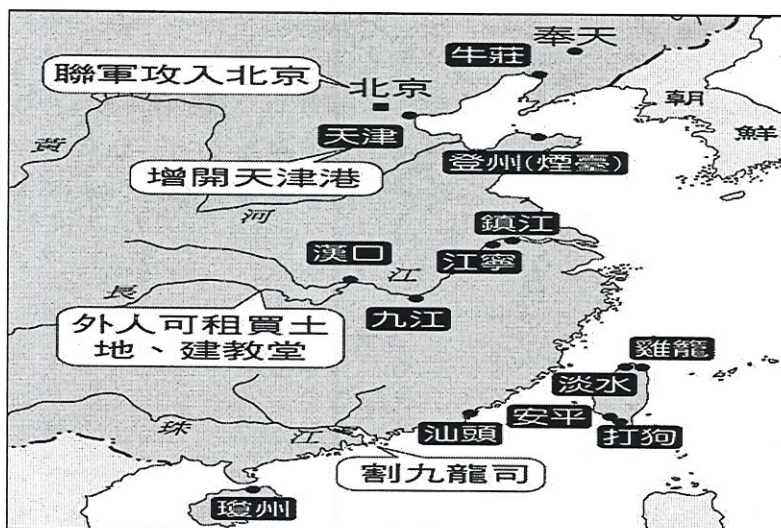 奉天
牛莊
聯軍攻入北京
北京
朝
鮮
黃
天津
登州(煙臺)
增開天津港
河
鎮江
漢口
江
江寧
長
九江
外人可租買土
地、建教堂
雞籠
淡水
安平
打狗
汕頭
珠
江
割九龍司
瓊州